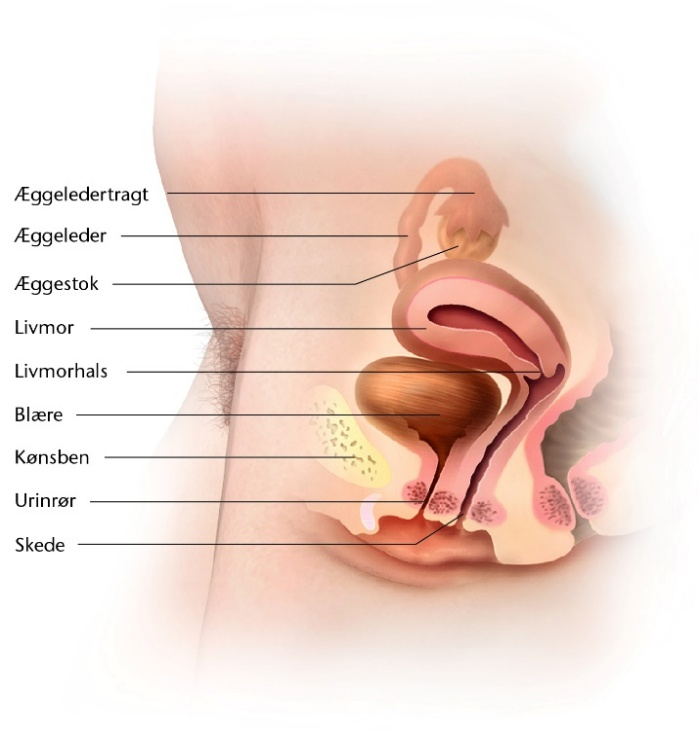 Æggeledertragt
Æggeleder
Æggestok
Livmor
Livmorhals
Blære
Kønsben
Urinrør
Skede